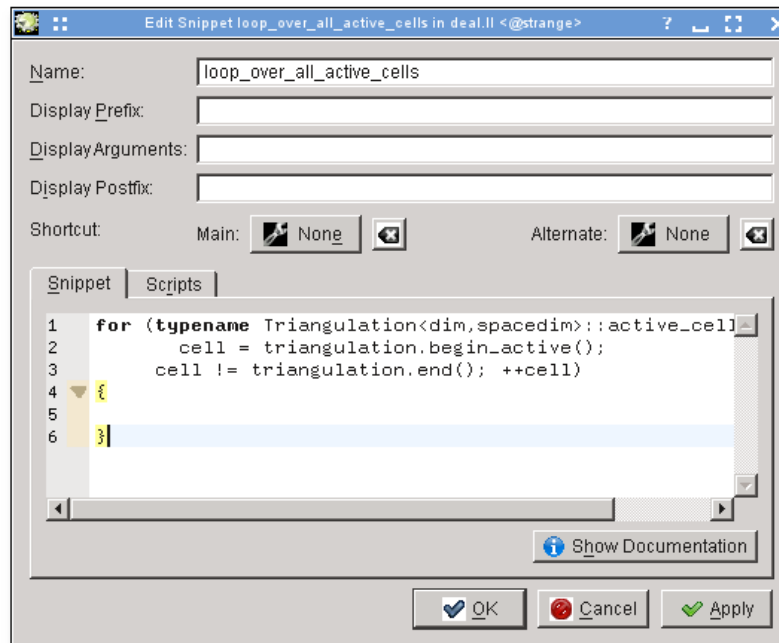 Edit Snippet loop_over_all_active_cells in deal.II <@strange>
Name: loop_over_all_active_cells
Display Prefix:
Display Arguments:
Display Postfix:
Shortcut: Main: None Alternate: None
Snippet Scripts
1 for (typename Triangulation<dim,spacedim>::active_cell
2 cell = triangulation.begin_active();
3 cell != triangulation.end(); ++cell)
4 {
5
6 }
Show Documentation
OK Cancel Apply